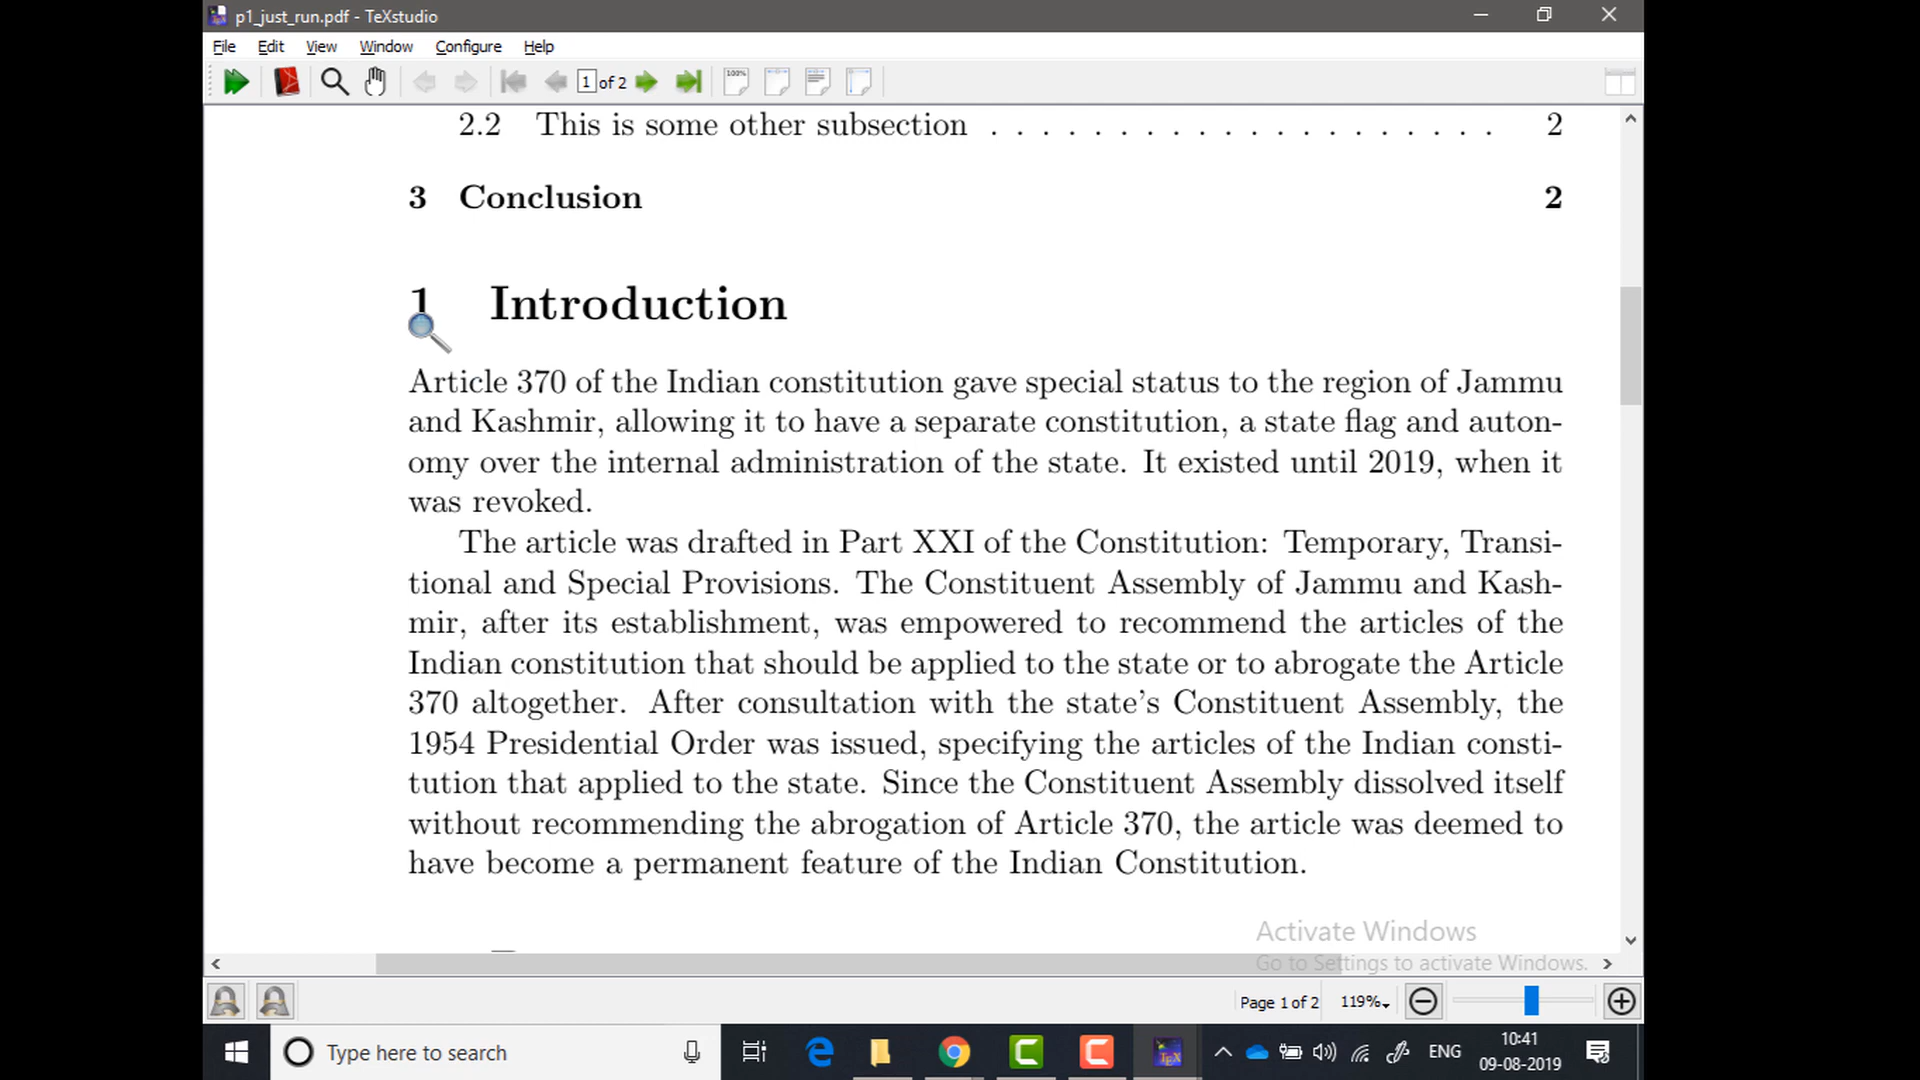 p1_just_run.pdf - TeXstudio
File Edit View Window Configure Help
1 of 2 100%
2.2 This is some other subsection . . . . . . . . . . . . . . . . . . . . 2
3 Conclusion 2
1 Introduction
Article 370 of the Indian constitution gave special status to the region of Jammu
and Kashmir, allowing it to have a separate constitution, a state flag and auton-
omy over the internal administration of the state. It existed until 2019, when it
was revoked.
The article was drafted in Part XXI of the Constitution: Temporary, Transi-
tional and Special Provisions. The Constituent Assembly of Jammu and Kash-
mir, after its establishment, was empowered to recommend the articles of the
Indian constitution that should be applied to the state or to abrogate the Article
370 altogether. After consultation with the state's Constituent Assembly, the
1954 Presidential Order was issued, specifying the articles of the Indian consti-
tution that applied to the state. Since the Constituent Assembly dissolved itself
without recommending the abrogation of Article 370, the article was deemed to
have become a permanent feature of the Indian Constitution.
Activate Windows
Go to Settings to activate Windows.
Page 1 of 2 119%
Type here to search
TEX
ENG
10:41
09-08-2019